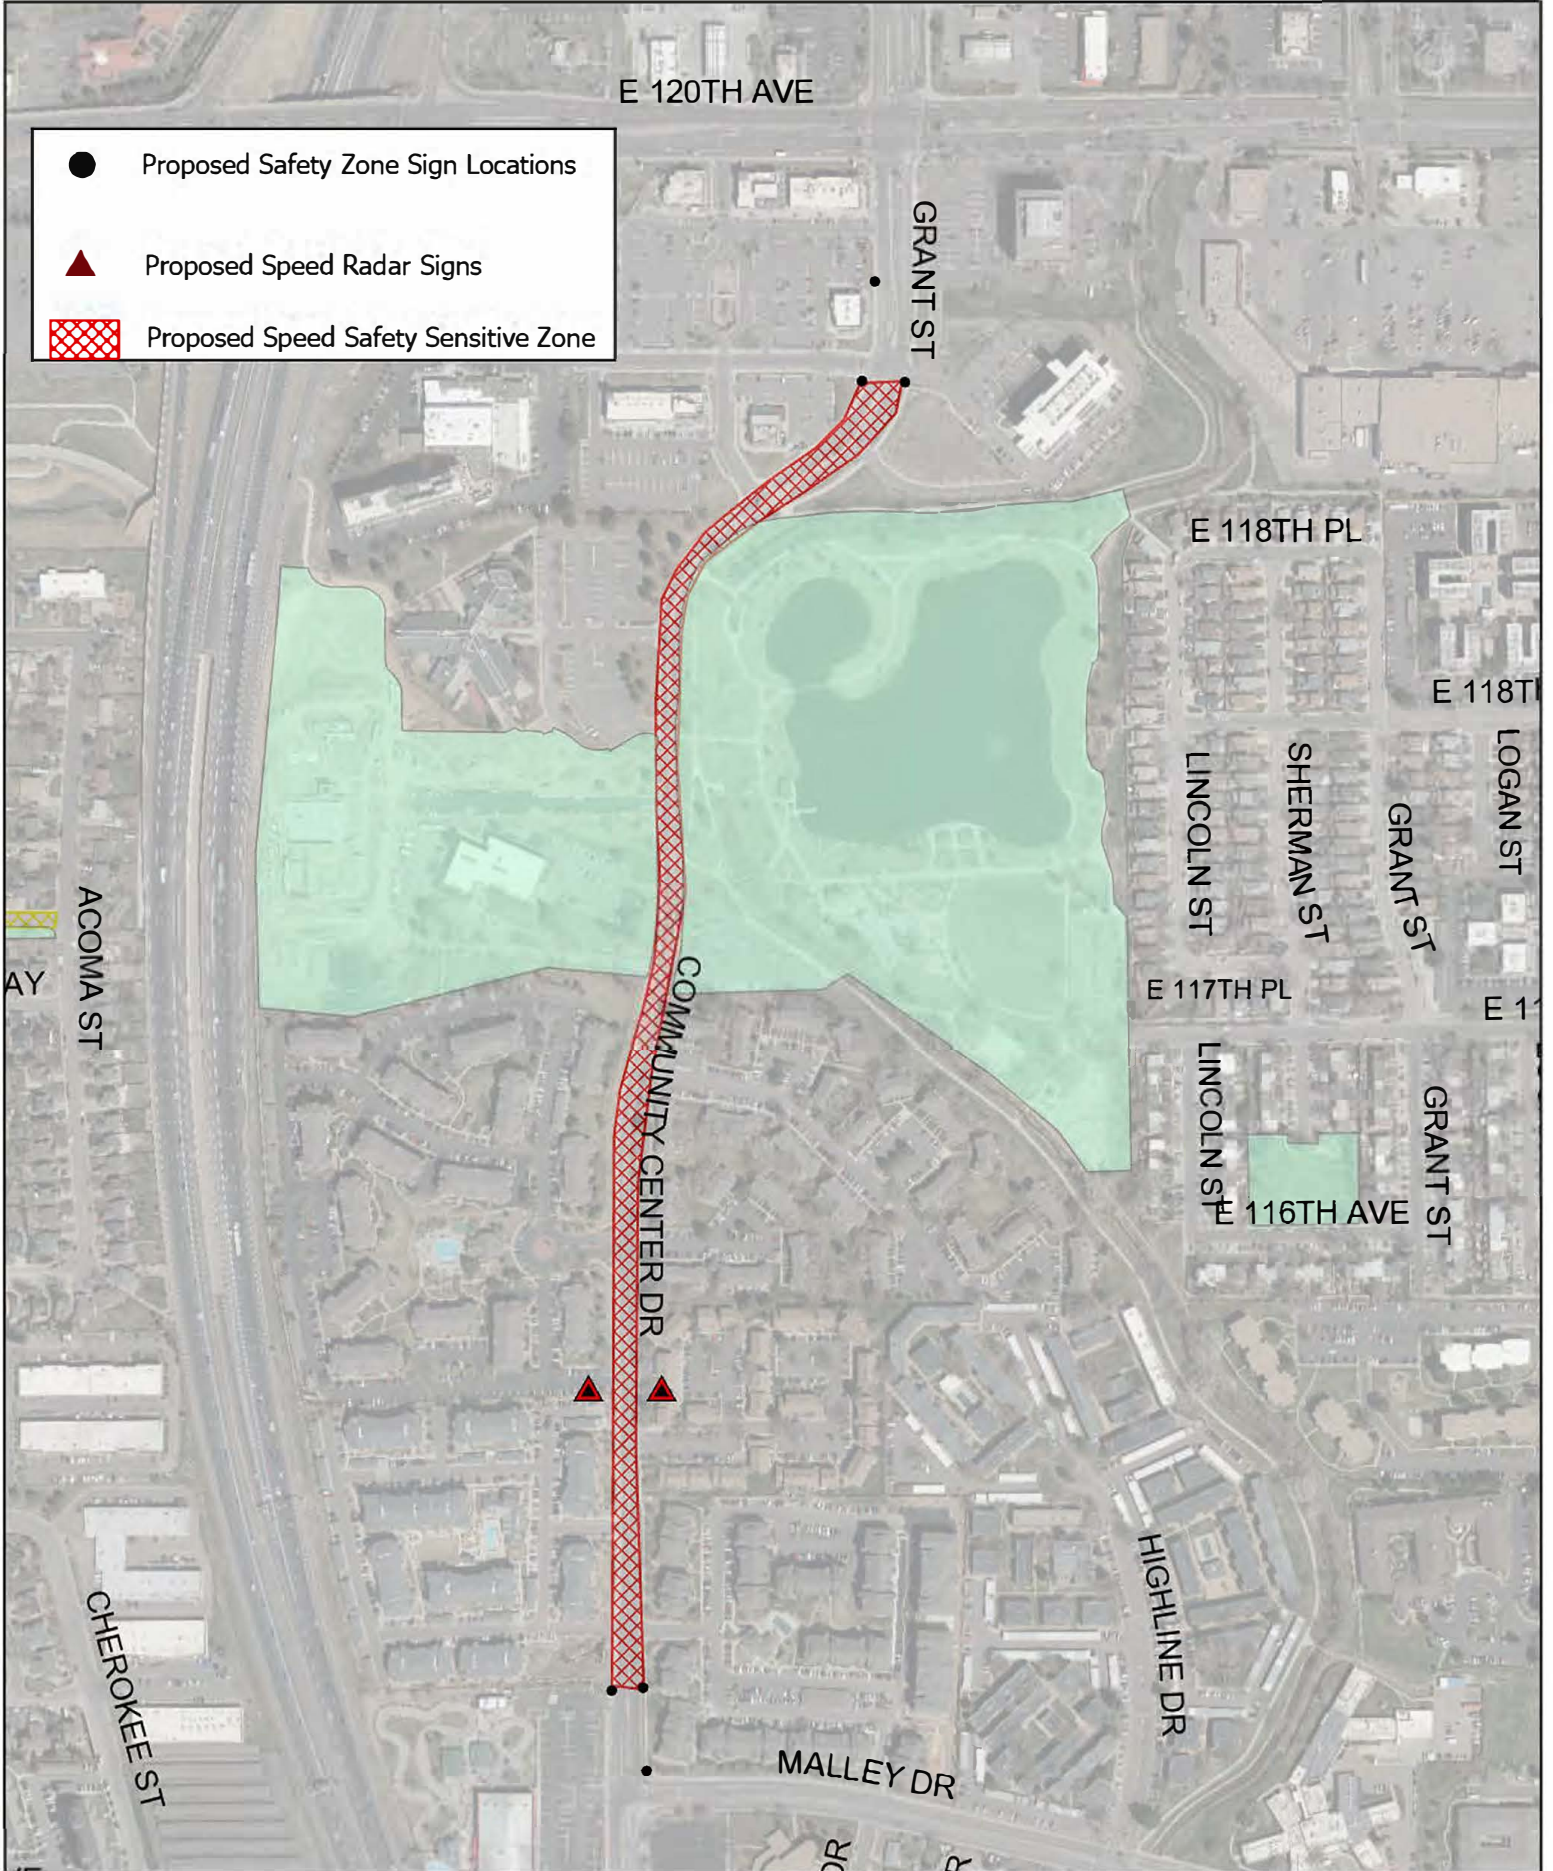 E 120TH AVE
Proposed Safety Zone Sign Locations
Proposed Speed Radar Signs
Proposed Speed Safety Sensitive Zone
GRANT ST
E 118TH PL
E 118TH
LINCOLN ST
SHERMAN ST
GRANT ST
LOGAN ST
ACOMA ST
AY
COMMUNITY CENTER DR
E 117TH PL
E 11
LINCOLN ST
GRANT ST
E 116TH AVE
HIGHLINE DR
CHEROKEE ST
MALLEY DR
DR
R